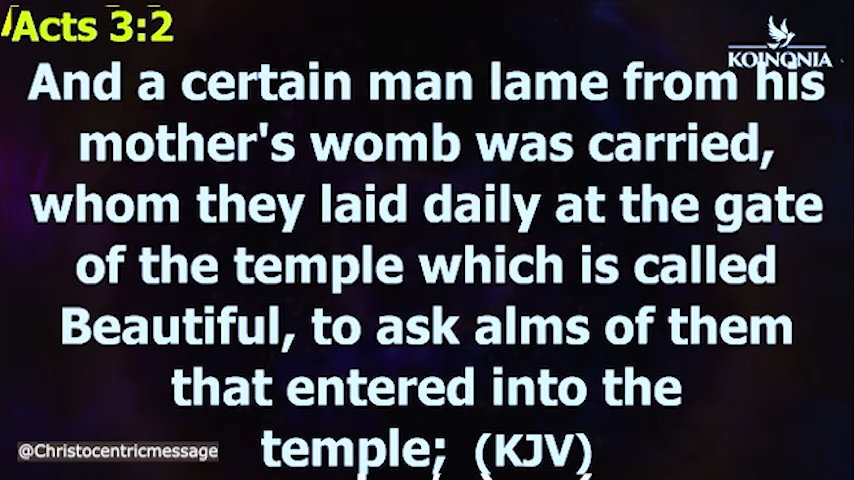 Acts 3:2
KOINONIA
And a certain man lame from his
mother's womb was carried,
whom they laid daily at the gate
of the temple which is called
Beautiful, to ask alms of them
that entered into the
temple; (KJV)
@Christocentricmessage